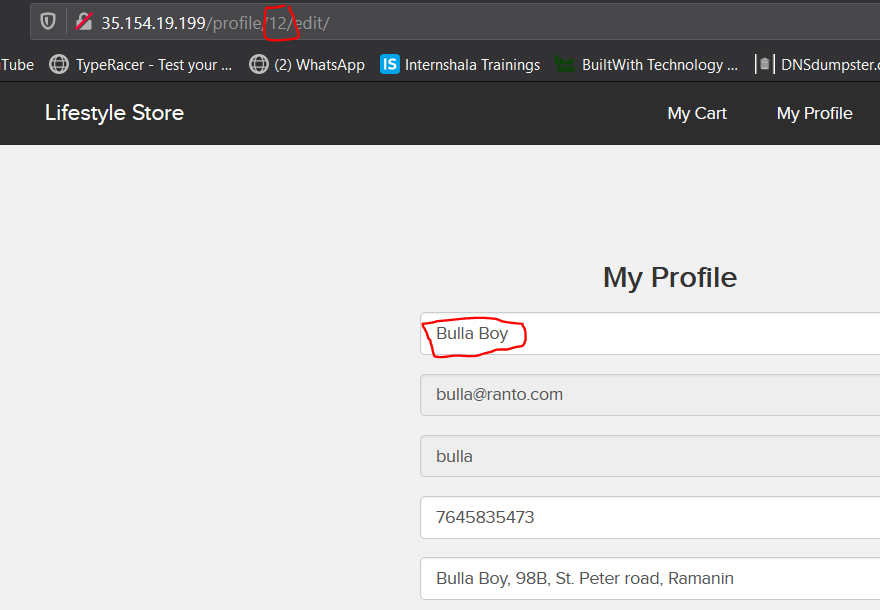 35.154.19.199/profile/12/edit/
Tube TypeRacer - Test your ... (2) WhatsApp IS Internshala Trainings BuiltWith Technology ... DNSdumpster.c
Lifestyle Store My Cart My Profile
My Profile
Bulla Boy
bulla@ranto.com
bulla
7645835473
Bulla Boy, 98B, St. Peter road, Ramanin